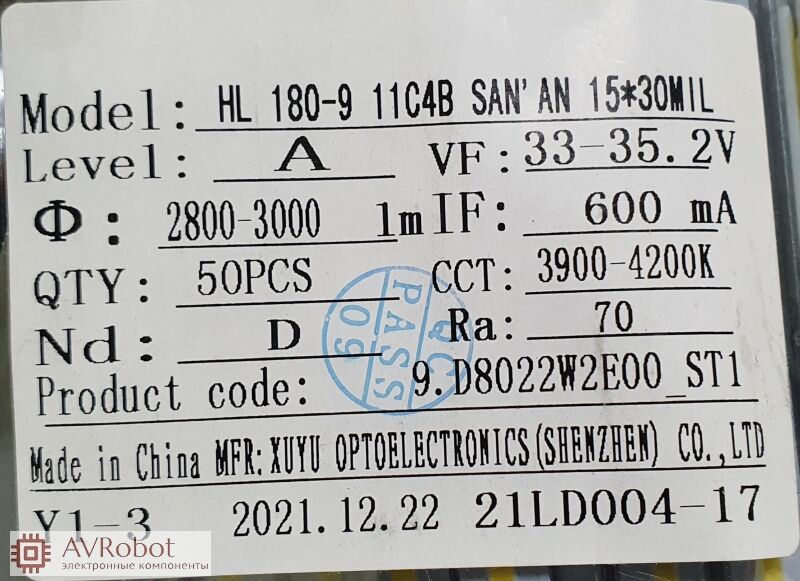 Model: HL 180-9 11C4B SAN'AN 15*30MIL
Level: A VF: 33-35.2V
Φ: 2800-3000 lm IF: 600 mA
QTY: 50PCS CCT: 3900-4200K
Nd: D Ra: 70
QC PASS 09
Product code: 9.D8022W2E00_ST1
Made in China MFR: XUYU OPTOELECTRONICS(SHENZHEN) CO.,LTD
Y1-3 2021.12.22 21LD004-17
AVRobot
электронные компоненты